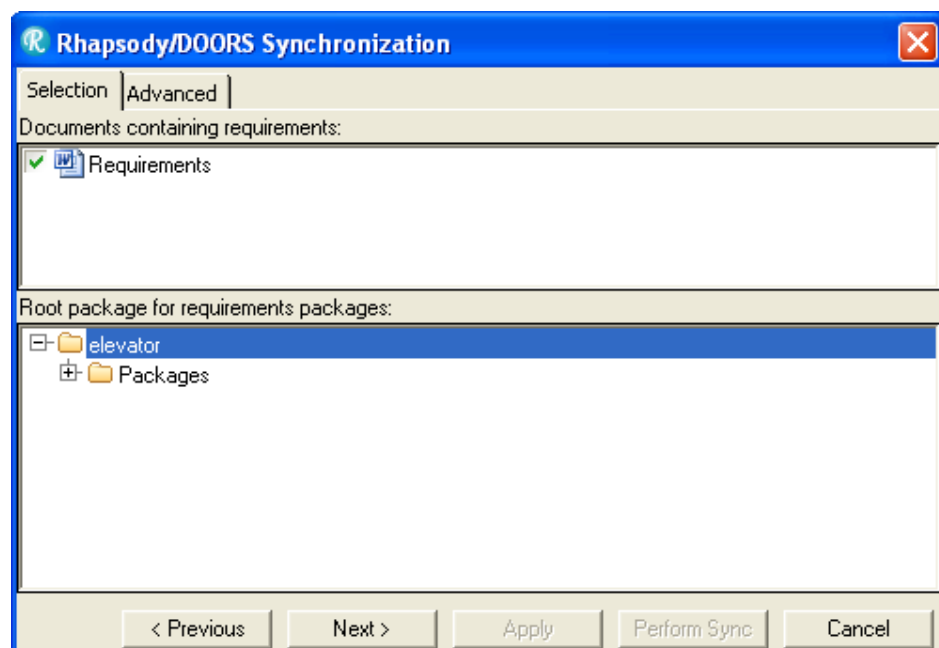 Rhapsody/DOORS Synchronization
Selection Advanced
Documents containing requirements:
Requirements
Root package for requirements packages:
elevator
Packages
< Previous Next > Apply Perform Sync Cancel